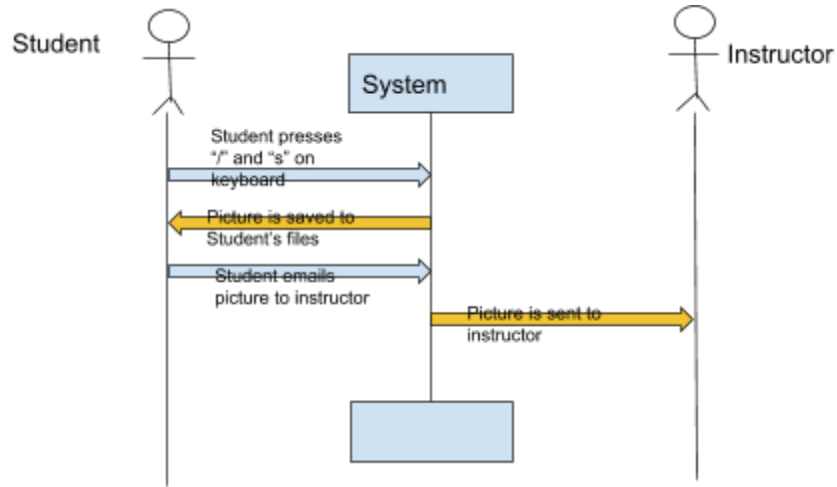 Student
System
Instructor
Student presses
“/” and “s” on
keyboard
Picture is saved to
Student's files
Student emails
picture to instructor
Picture is sent to
instructor